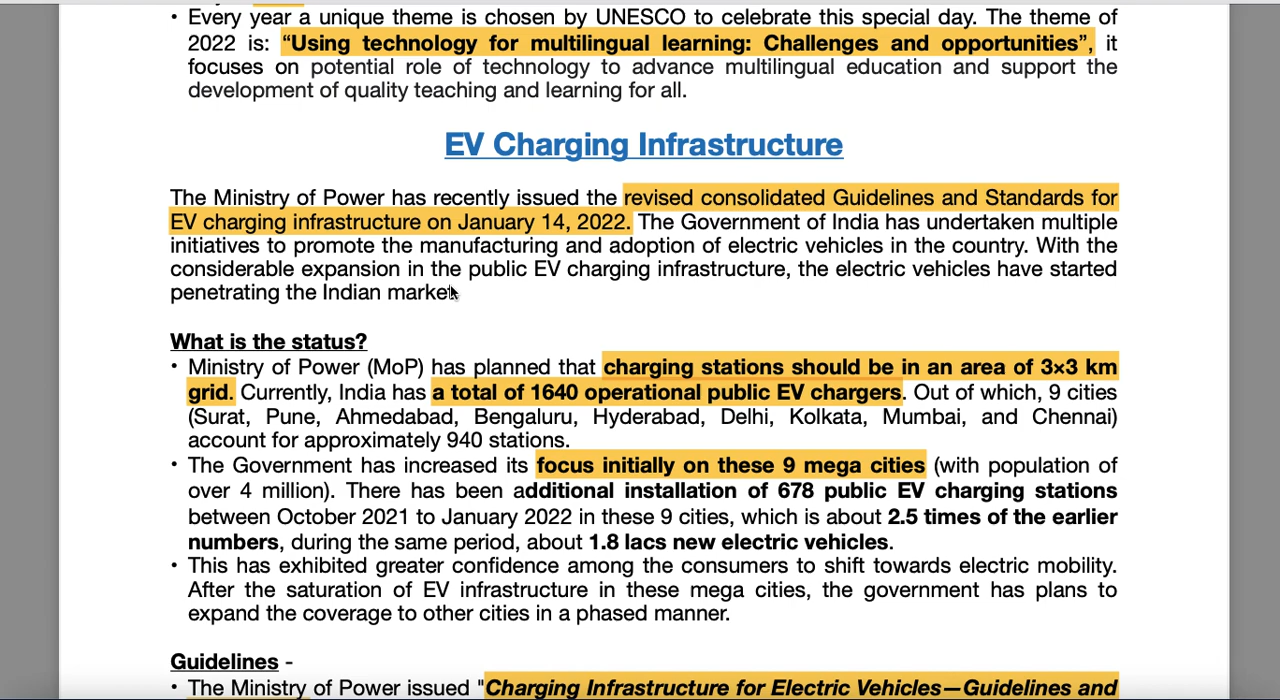 • Every year a unique theme is chosen by UNESCO to celebrate this special day. The theme of
2022 is: “Using technology for multilingual learning: Challenges and opportunities”, it
focuses on potential role of technology to advance multilingual education and support the
development of quality teaching and learning for all.
EV Charging Infrastructure
The Ministry of Power has recently issued the revised consolidated Guidelines and Standards for
EV charging infrastructure on January 14, 2022. The Government of India has undertaken multiple
initiatives to promote the manufacturing and adoption of electric vehicles in the country. With the
considerable expansion in the public EV charging infrastructure, the electric vehicles have started
penetrating the Indian market
What is the status?
• Ministry of Power (MoP) has planned that charging stations should be in an area of 3×3 km
grid. Currently, India has a total of 1640 operational public EV chargers. Out of which, 9 cities
(Surat, Pune, Ahmedabad, Bengaluru, Hyderabad, Delhi, Kolkata, Mumbai, and Chennai)
account for approximately 940 stations.
• The Government has increased its focus initially on these 9 mega cities (with population of
over 4 million). There has been additional installation of 678 public EV charging stations
between October 2021 to January 2022 in these 9 cities, which is about 2.5 times of the earlier
numbers, during the same period, about 1.8 lacs new electric vehicles.
• This has exhibited greater confidence among the consumers to shift towards electric mobility.
After the saturation of EV infrastructure in these mega cities, the government has plans to
expand the coverage to other cities in a phased manner.
Guidelines -
• The Ministry of Power issued "Charging Infrastructure for Electric Vehicles—Guidelines and